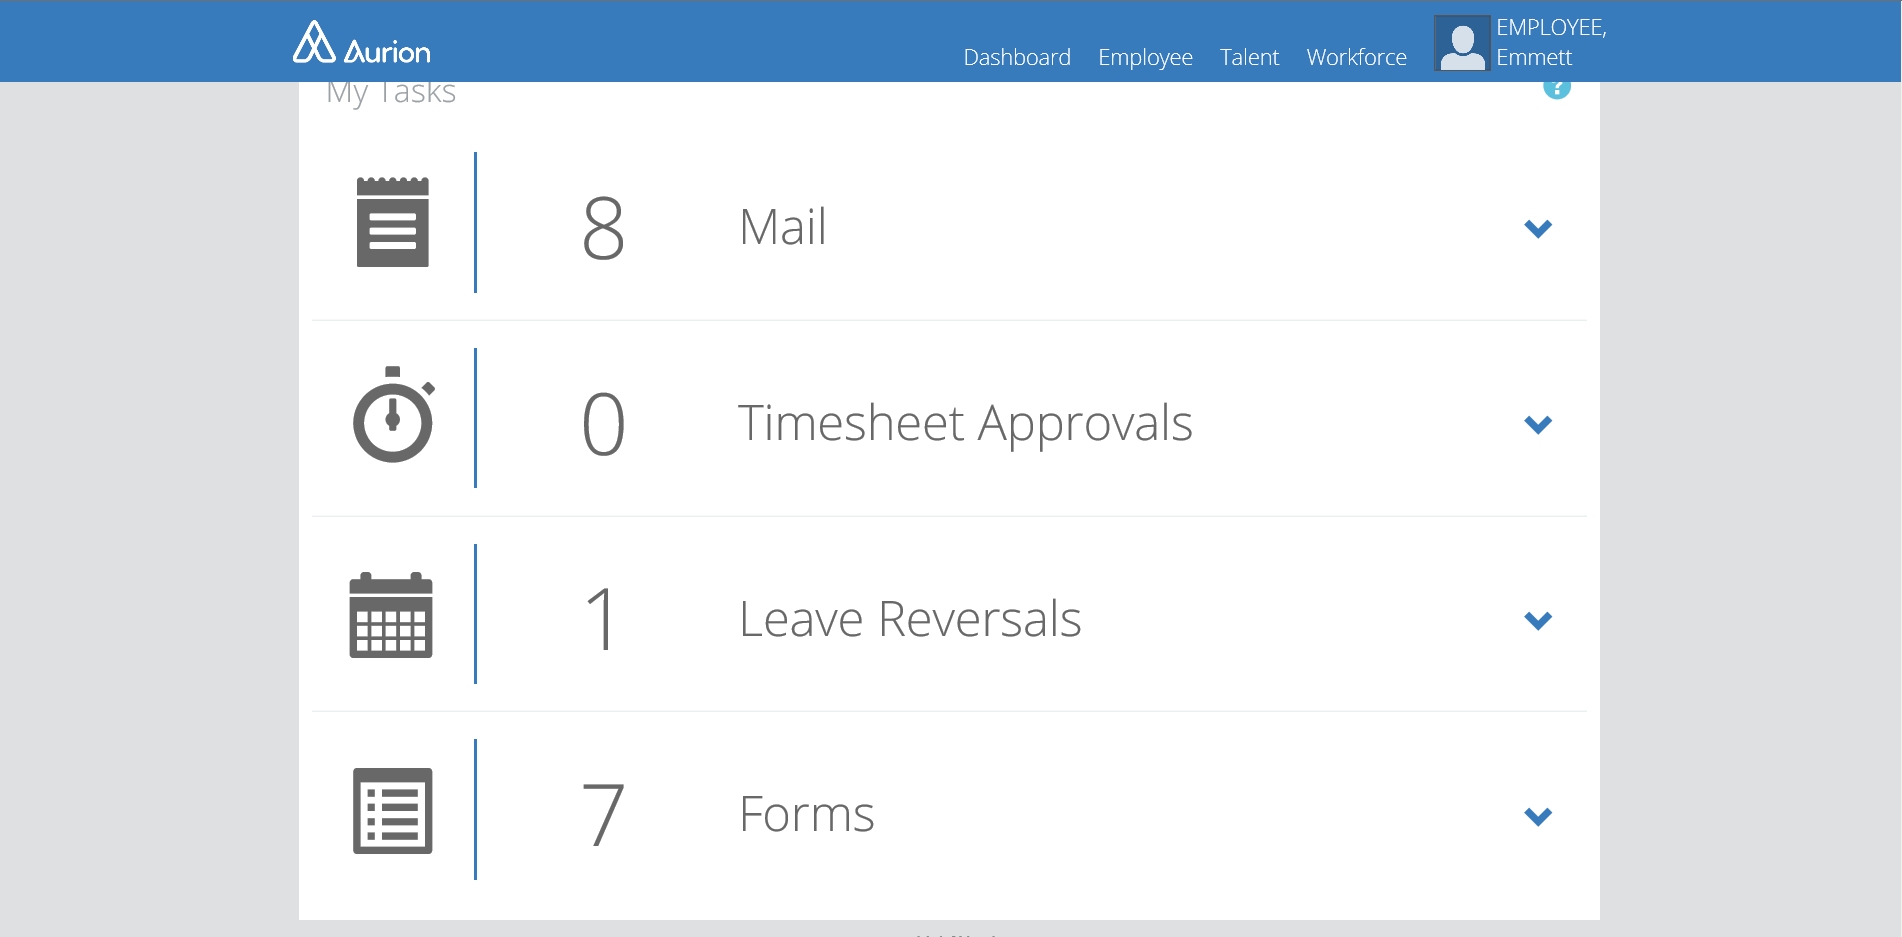 Aurion
Dashboard Employee Talent Workforce
EMPLOYEE,
Emmett
My Tasks
?
8 Mail
0 Timesheet Approvals
1 Leave Reversals
7 Forms